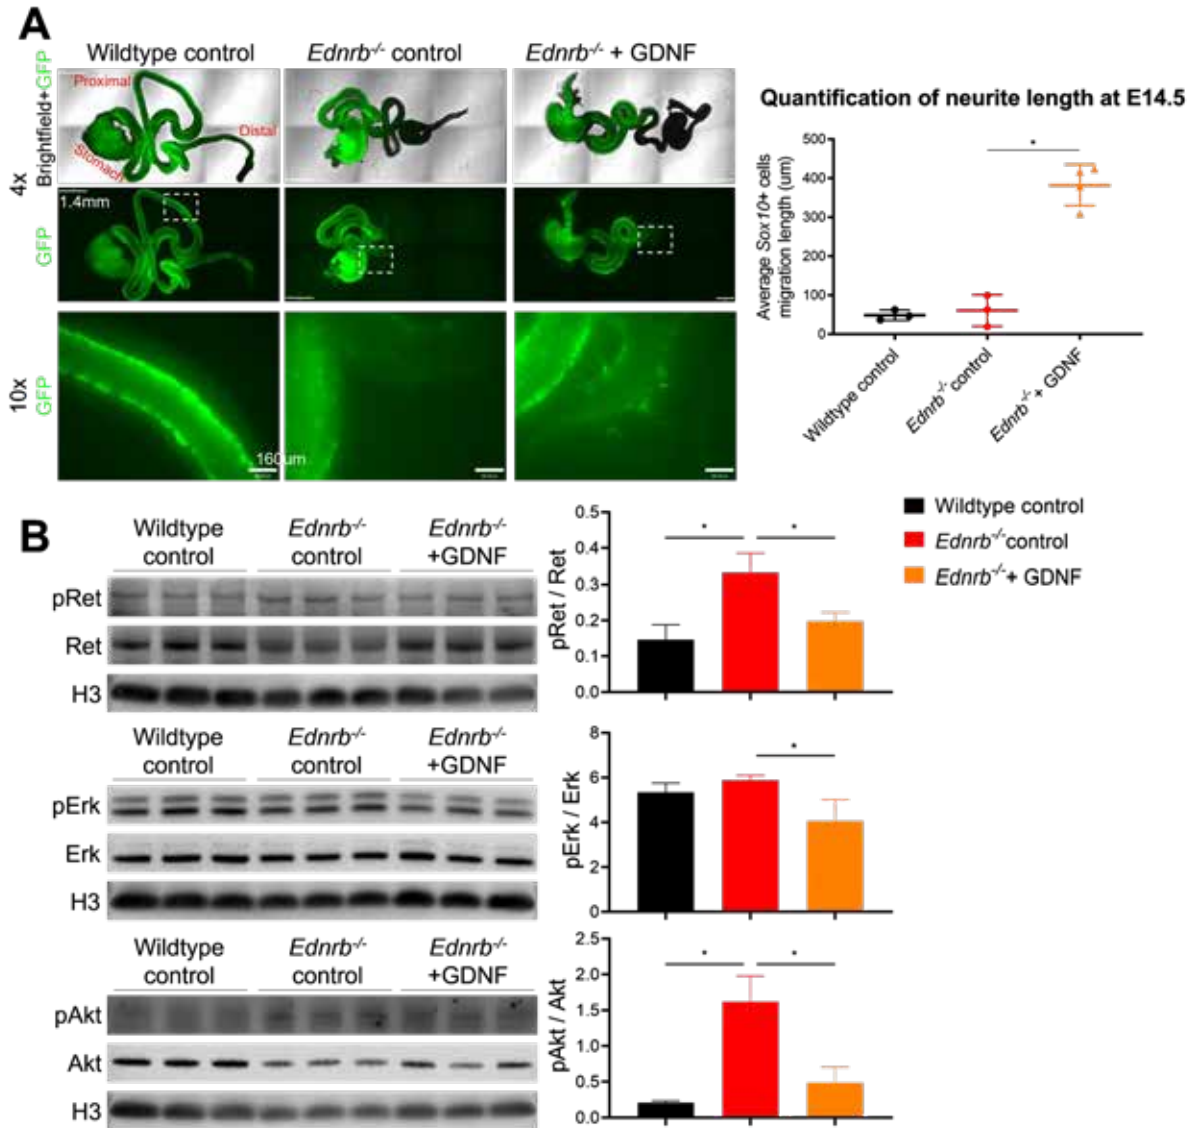 A
Wildtype control
Ednrb-/- control
Ednrb-/- + GDNF
4x
Brightfield+GFP
Proximal
Distal
Stomach
GFP
1.4mm
10x
GFP
160um
Quantification of neurite length at E14.5
Average Sox10+ cells
migration length (um)
500
400
300
200
100
0
*
Wildtype control
Ednrb-/- control
Ednrb-/- + GDNF
B
Wildtype
control
Ednrb-/-
control
Ednrb-/-
+GDNF
pRet
Ret
H3
pRet / Ret
0.5
0.4
0.3
0.2
0.1
0.0
*
*
Wildtype control
Ednrb-/- control
Ednrb-/- + GDNF
Wildtype
control
Ednrb-/-
control
Ednrb-/-
+GDNF
pErk
Erk
H3
pErk / Erk
8
6
4
2
0
*
Wildtype
control
Ednrb-/-
control
Ednrb-/-
+GDNF
pAkt
Akt
H3
pAkt / Akt
2.5
2.0
1.5
1.0
0.5
0.0
*
*